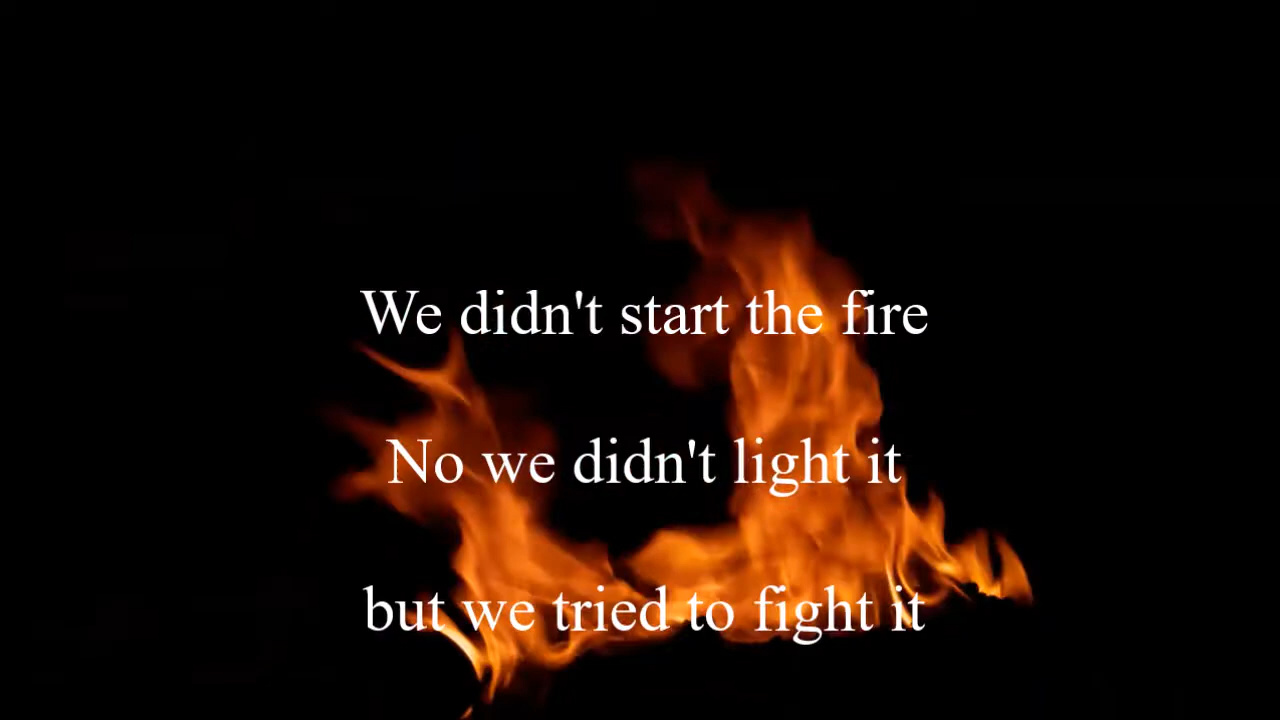 We didn't start the fire
No we didn't light it
but we tried to fight it